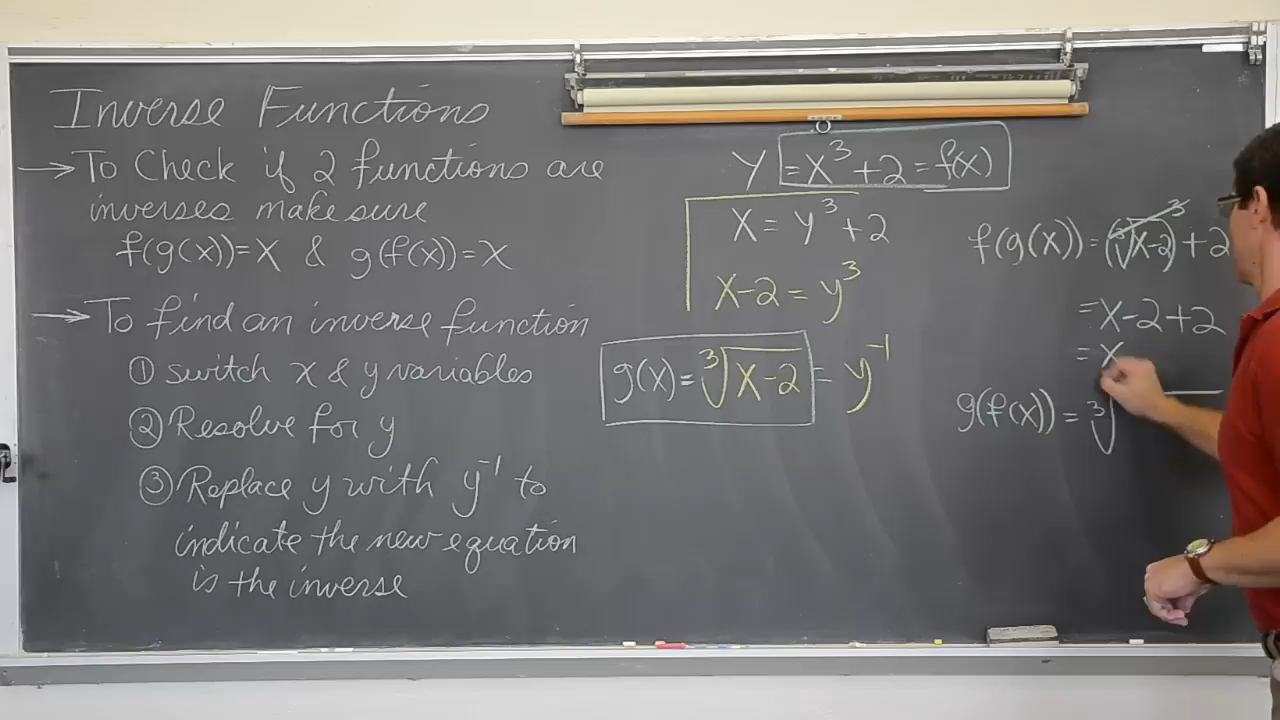 Inverse Functions
→ To Check if 2 functions are
inverses make sure
f(g(x))=X & g(f(x))=X
→ To find an inverse function
① switch x & y variables
② Resolve for y
③ Replace y with y⁻¹ to
indicate the new equation
is the inverse
y = x³+2 = f(x)
X = y³+2
X-2 = y³
g(x) = ∛(X-2) = y⁻¹
f(g(x)) = (∛(X-2))³+2
= X-2+2
= X
g(f(x)) = ∛